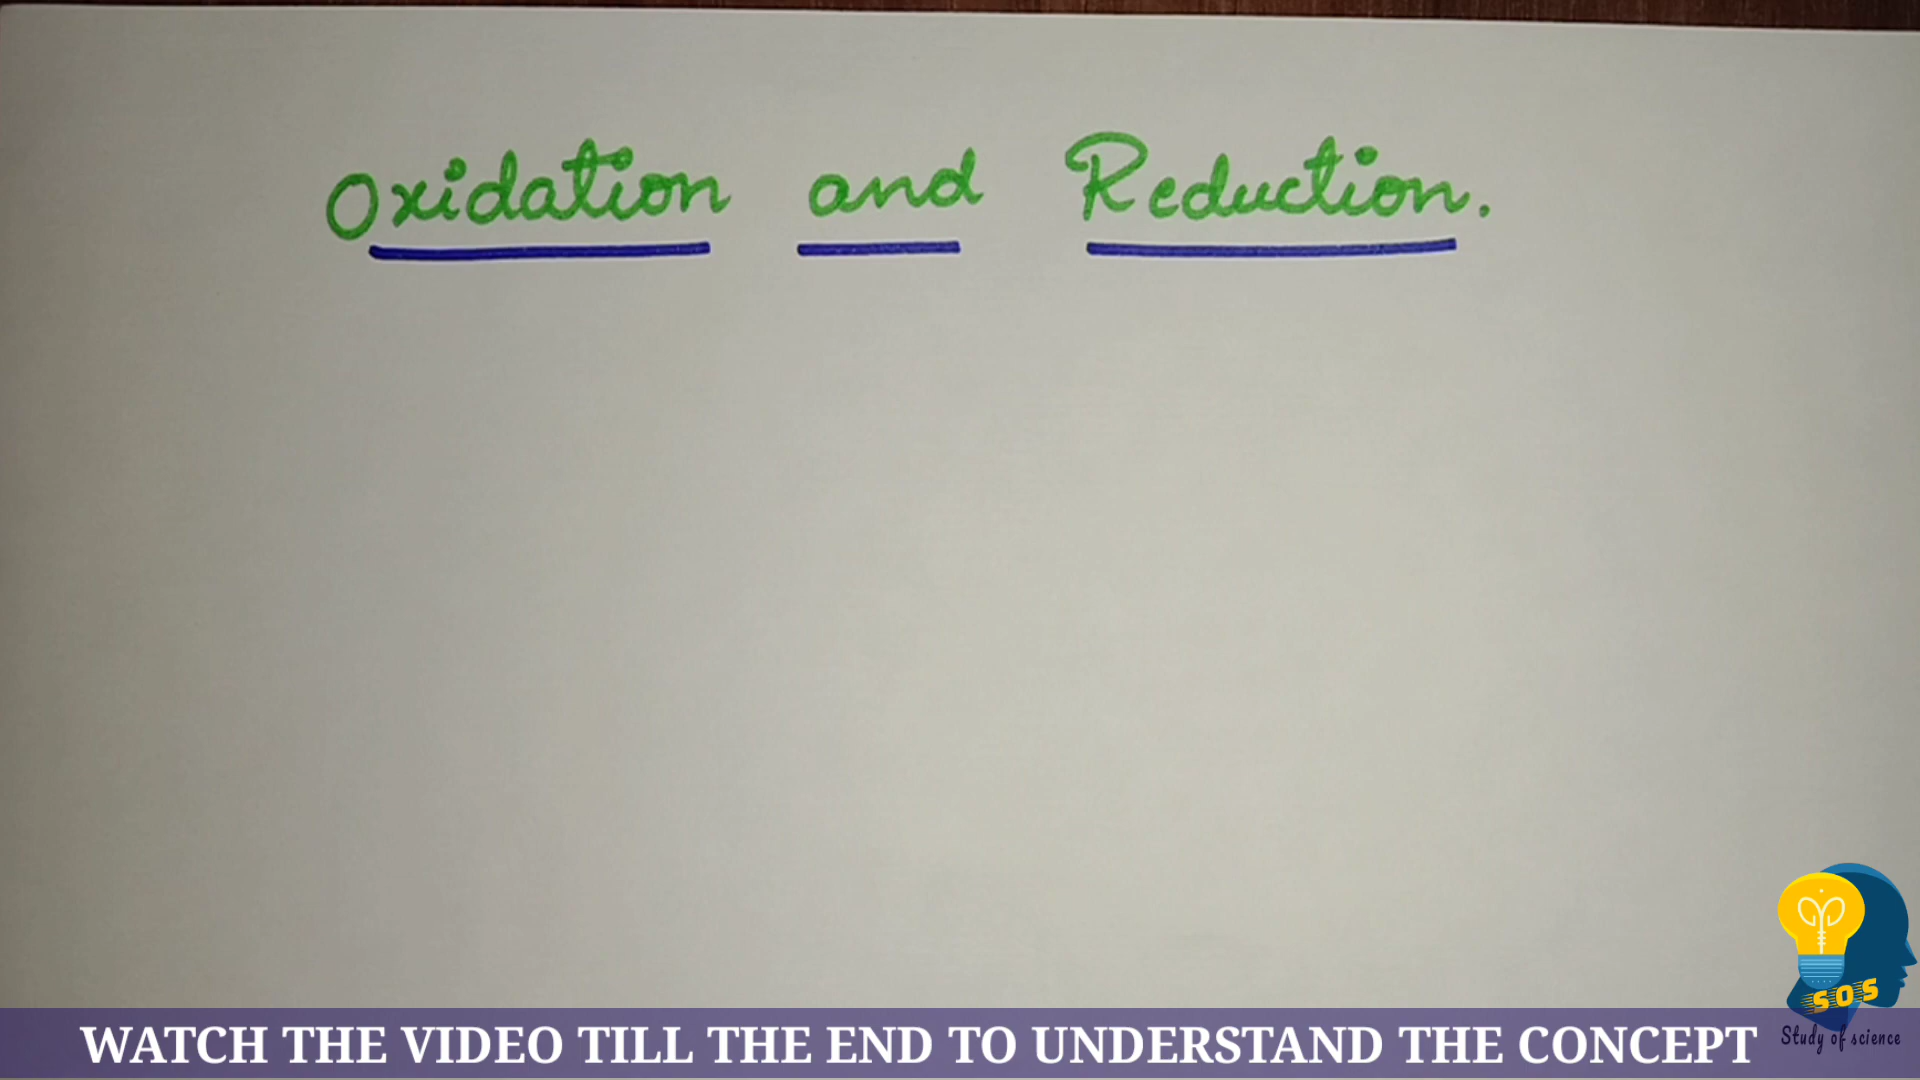 Oxidation and Reduction.
SOS
Study of science
WATCH THE VIDEO TILL THE END TO UNDERSTAND THE CONCEPT